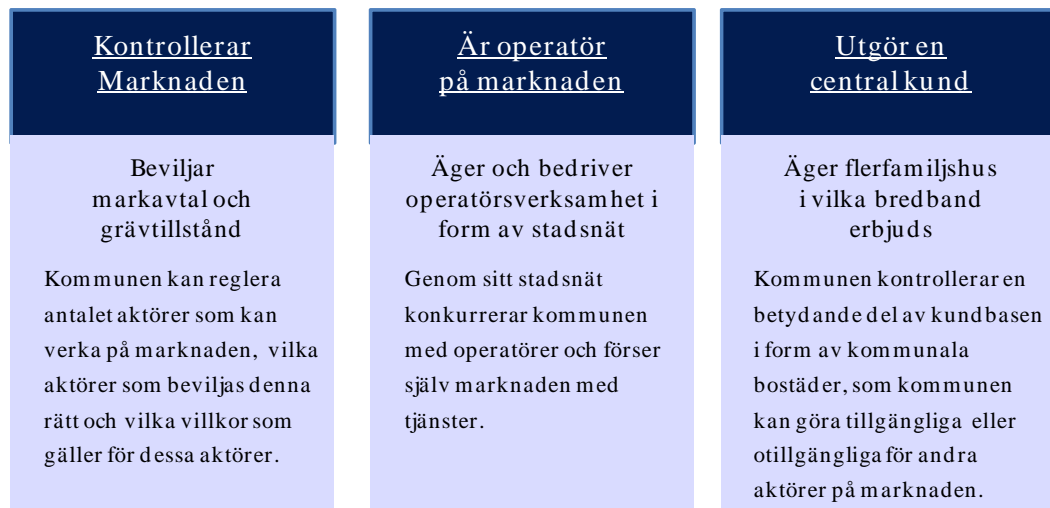 Kontrollerar
Marknaden
Beviljar
markavtal och
grävtillstånd
Kommunen kan reglera
antalet aktörer som kan
verka på marknaden, vilka
aktörer som beviljas denna
rätt och vilka villkor som
gäller för dessa aktörer.
Är operatör
på marknaden
Äger och bedriver
operatörsverksamhet i
form av stadsnät
Genom sitt stadsnät
konkurrerar kommunen
med operatörer och förser
själv marknaden med
tjänster.
Utgör en
central kund
Äger flerfamiljshus
i vilka bredband
erbjuds
Kommunen kontrollerar en
betydande del av kundbasen
i form av kommunala
bostäder, som kommunen
kan göra tillgängliga eller
otillgängliga för andra
aktörer på marknaden.